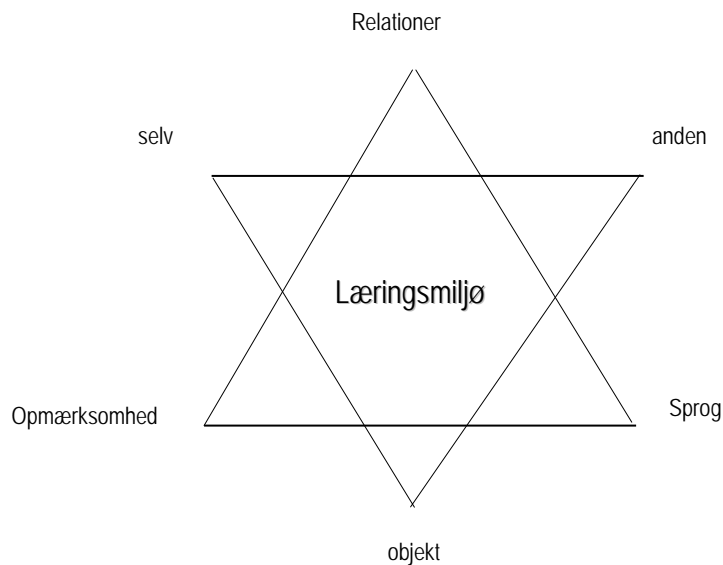 Relationer
selv
anden
Læringsmiljø
Opmærksomhed
Sprog
objekt